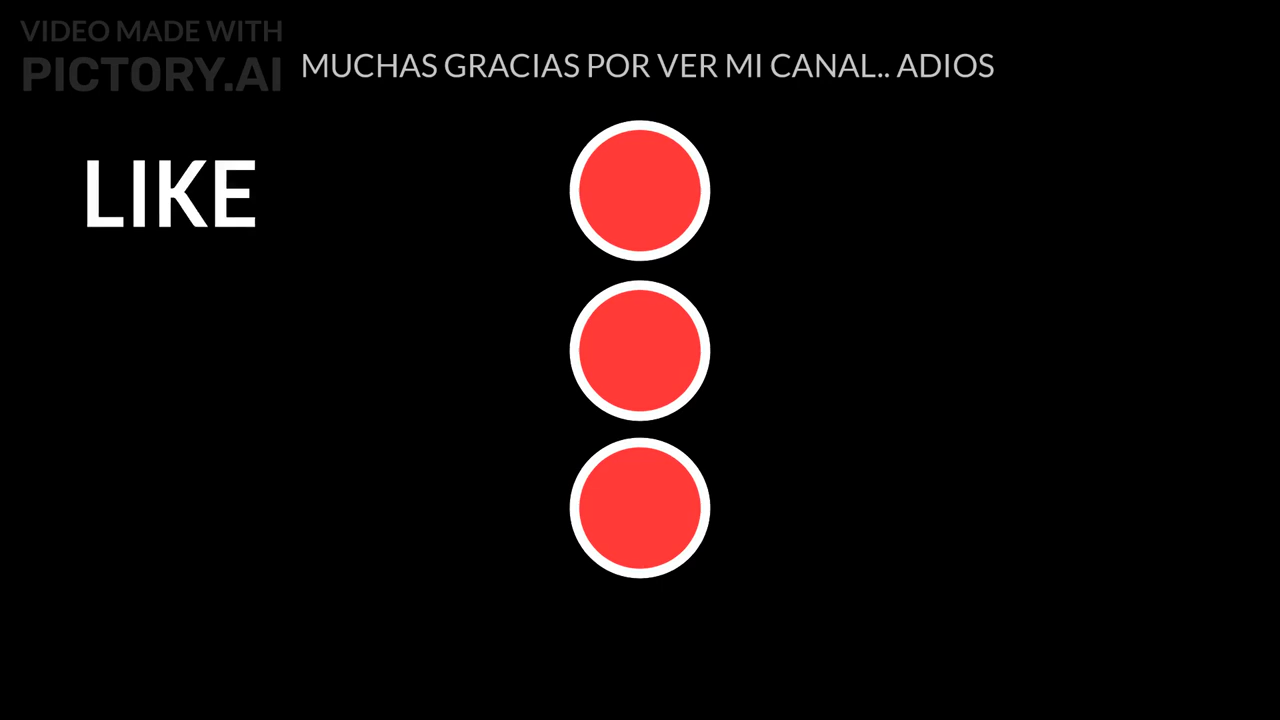 VIDEO MADE WITH
PICTORY.AI
MUCHAS GRACIAS POR VER MI CANAL.. ADIOS
LIKE